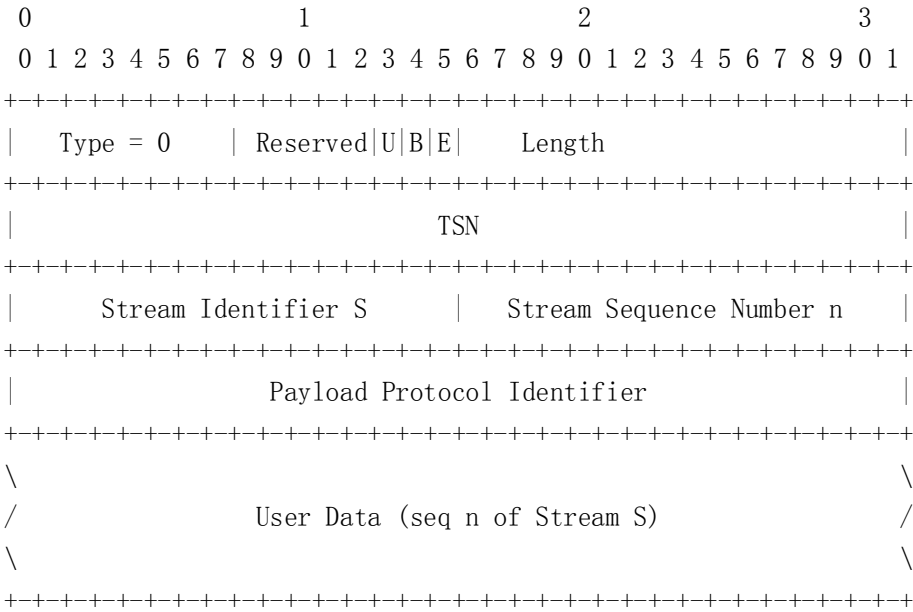 0                   1                   2                   3
 0 1 2 3 4 5 6 7 8 9 0 1 2 3 4 5 6 7 8 9 0 1 2 3 4 5 6 7 8 9 0 1
+-+-+-+-+-+-+-+-+-+-+-+-+-+-+-+-+-+-+-+-+-+-+-+-+-+-+-+-+-+-+-+-+
|   Type = 0    | Reserved|U|B|E|    Length                     |
+-+-+-+-+-+-+-+-+-+-+-+-+-+-+-+-+-+-+-+-+-+-+-+-+-+-+-+-+-+-+-+-+
|                              TSN                              |
+-+-+-+-+-+-+-+-+-+-+-+-+-+-+-+-+-+-+-+-+-+-+-+-+-+-+-+-+-+-+-+-+
|      Stream Identifier S      |   Stream Sequence Number n    |
+-+-+-+-+-+-+-+-+-+-+-+-+-+-+-+-+-+-+-+-+-+-+-+-+-+-+-+-+-+-+-+-+
|                  Payload Protocol Identifier                  |
+-+-+-+-+-+-+-+-+-+-+-+-+-+-+-+-+-+-+-+-+-+-+-+-+-+-+-+-+-+-+-+-+
\                                                               \
/                 User Data (seq n of Stream S)                 /
\                                                               \
+-+-+-+-+-+-+-+-+-+-+-+-+-+-+-+-+-+-+-+-+-+-+-+-+-+-+-+-+-+-+-+-+